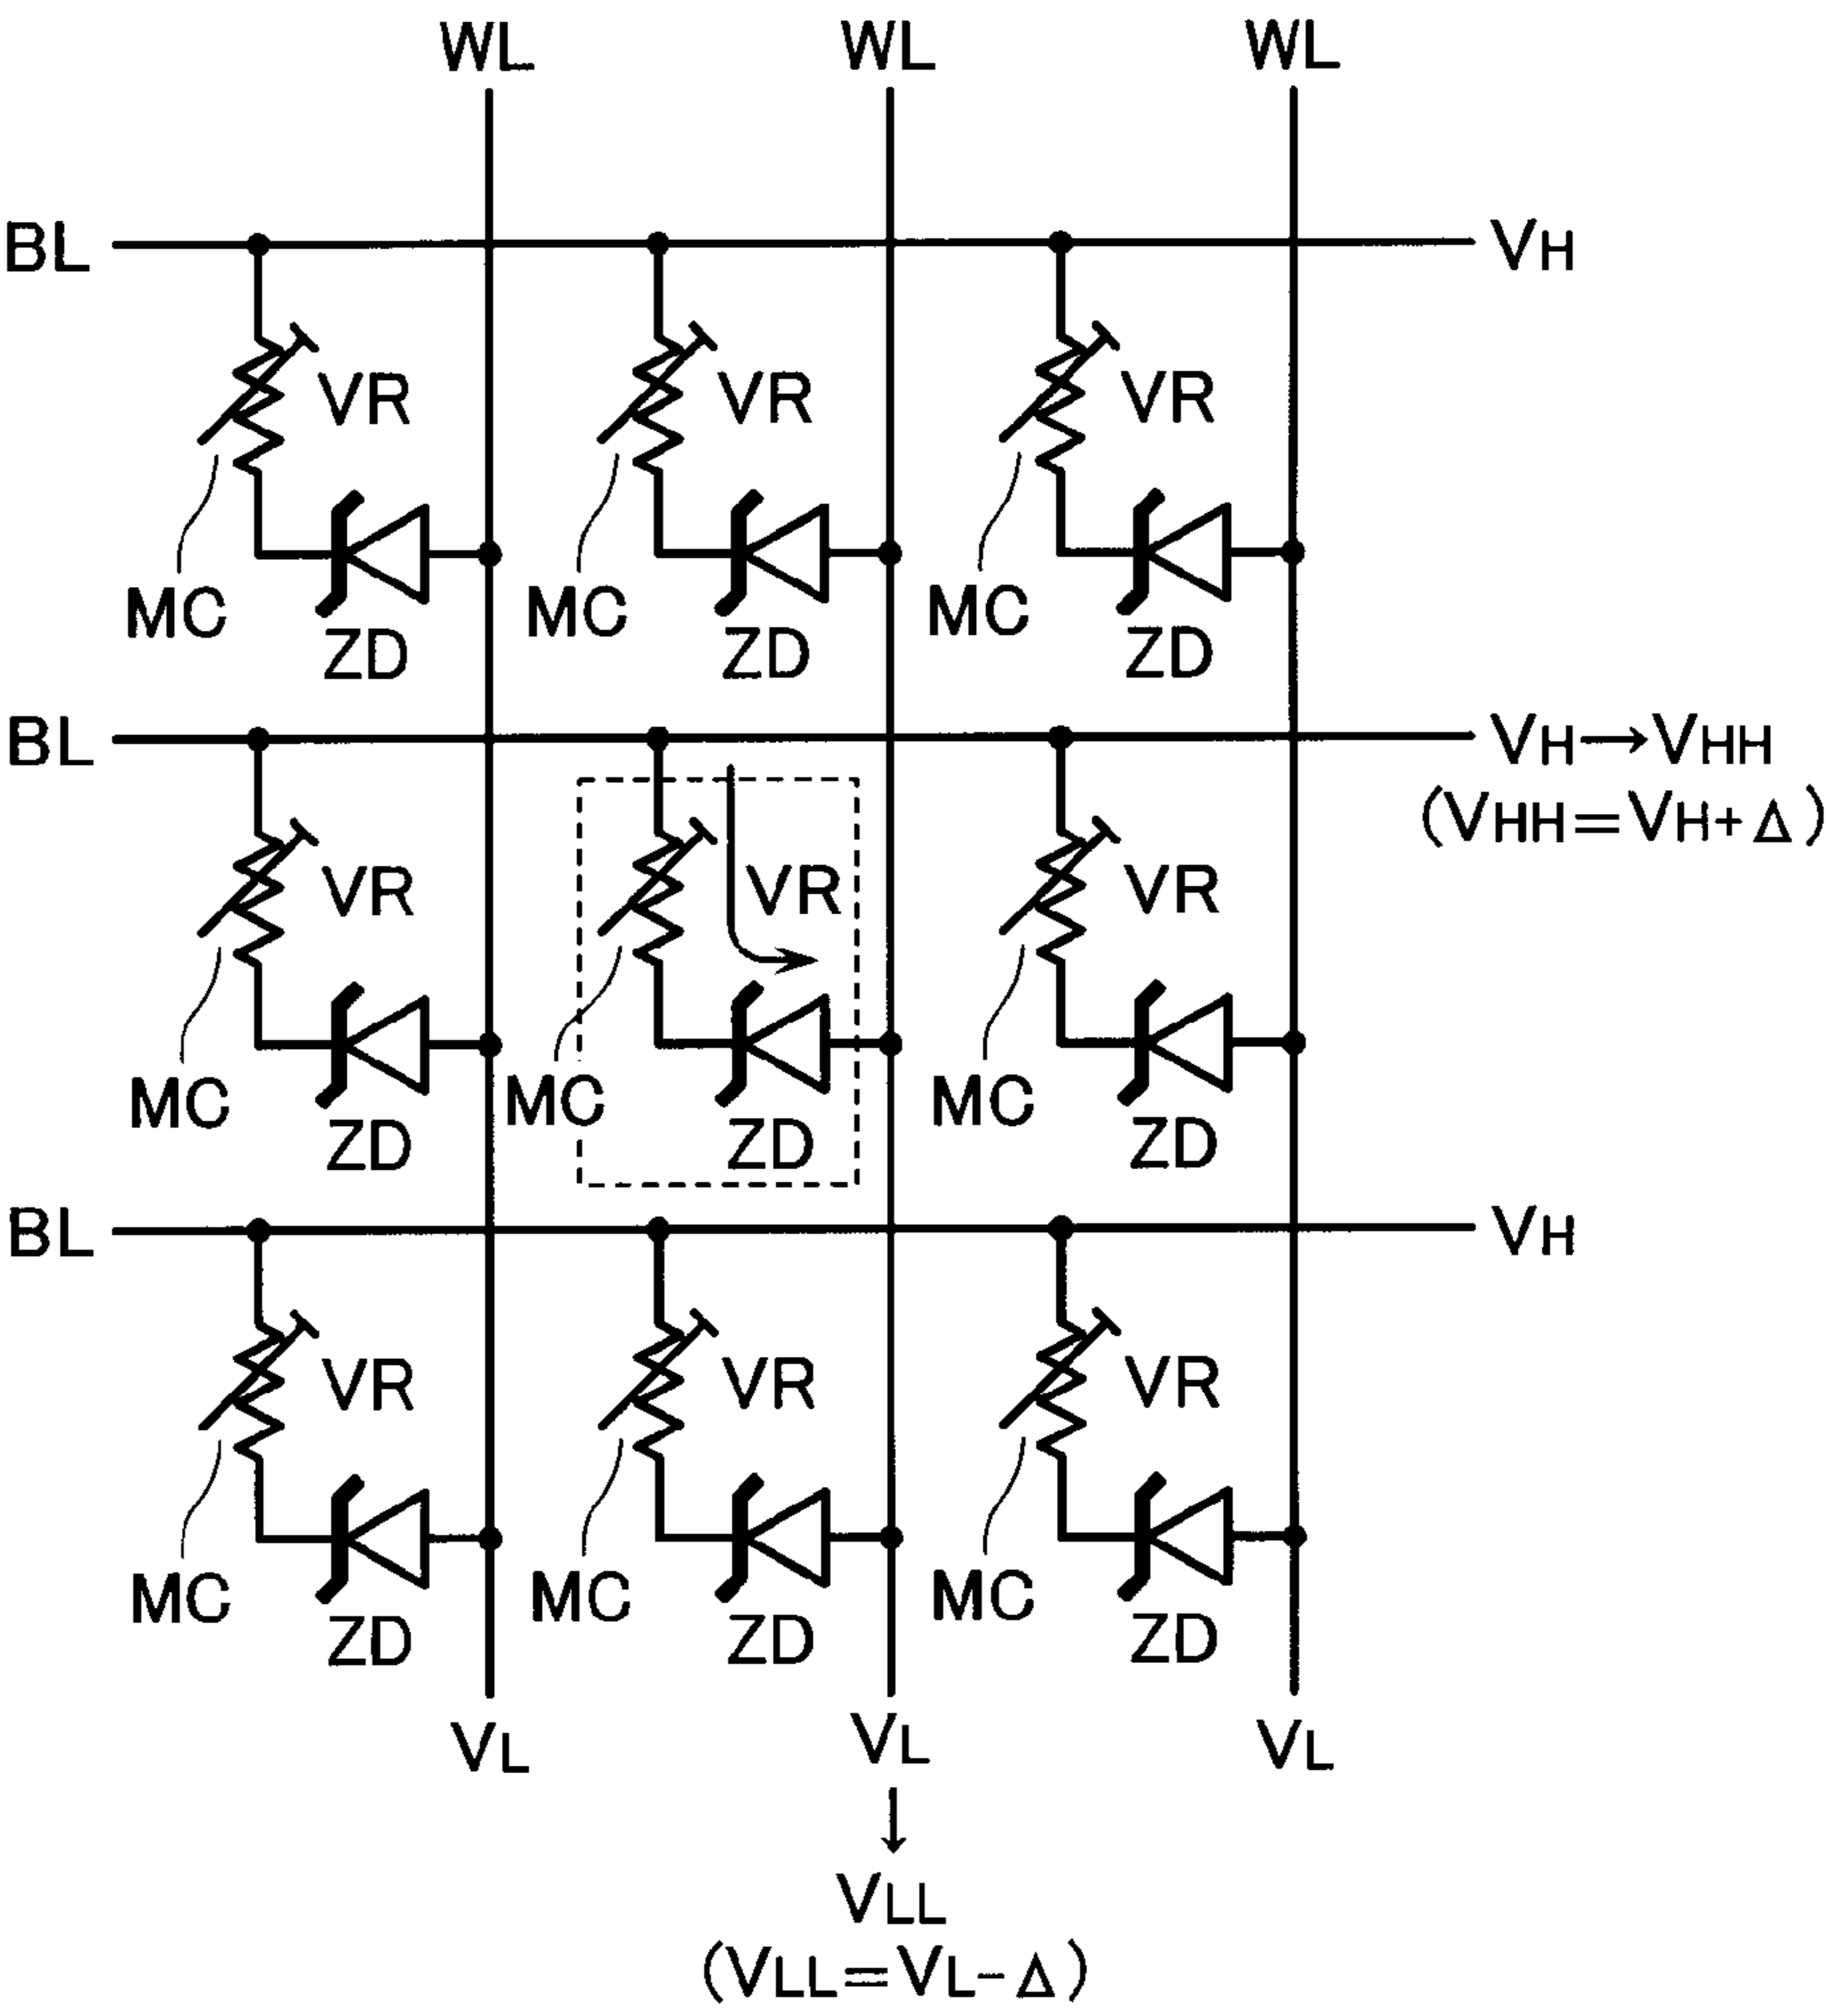 WL WL WL
BL VH
VR VR VR
MC MC MC
ZD ZD ZD
BL VH→VHH
(VHH=VH+Δ)
VR VR VR
MC MC MC
ZD ZD ZD
BL VH
VR VR VR
MC MC MC
ZD ZD ZD
VL VL VL
↓
VLL
(VLL=VL-Δ)